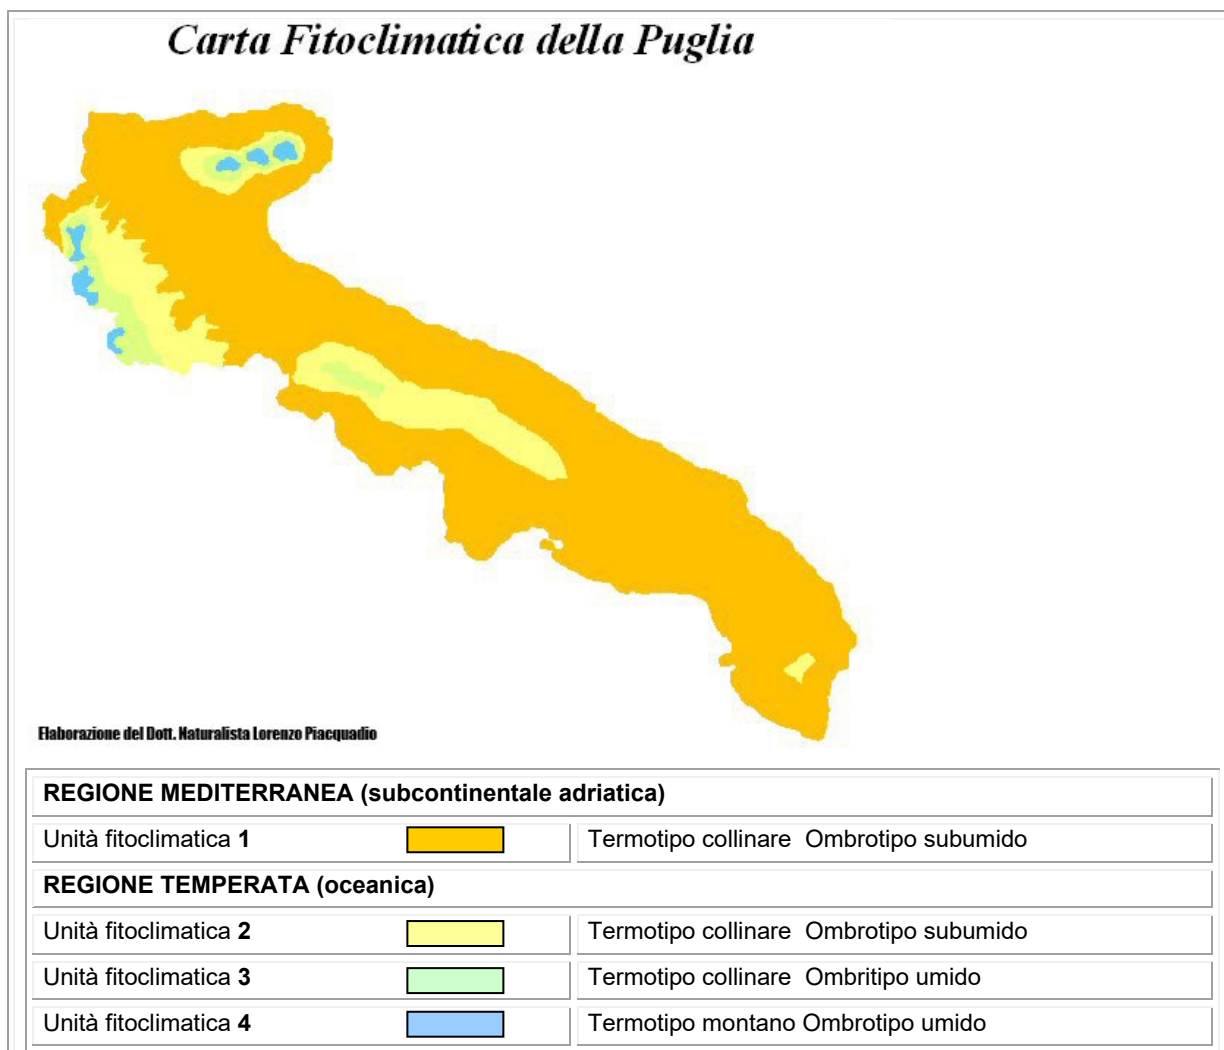 Carta Fitoclimatica della Puglia
Elaborazione del Dott. Naturalista Lorenzo Piacquadio
REGIONE MEDITERRANEA (subcontinentale adriatica)
Unità fitoclimatica 1 Termotipo collinare Ombrotipo subumido
REGIONE TEMPERATA (oceanica)
Unità fitoclimatica 2 Termotipo collinare Ombrotipo subumido
Unità fitoclimatica 3 Termotipo collinare Ombritipo umido
Unità fitoclimatica 4 Termotipo montano Ombrotipo umido